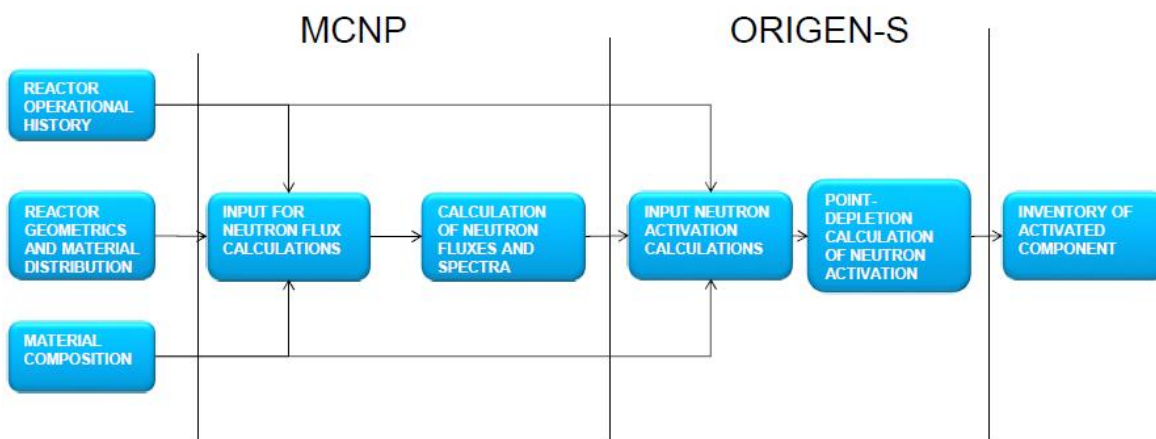 MCNP
ORIGEN-S
REACTOR
OPERATIONAL
HISTORY
REACTOR
GEOMETRICS
AND MATERIAL
DISTRIBUTION
MATERIAL
COMPOSITION
INPUT FOR
NEUTRON FLUX
CALCULATIONS
CALCULATION
OF NEUTRON
FLUXES AND
SPECTRA
INPUT NEUTRON
ACTIVATION
CALCULATIONS
POINT-
DEPLETION
CALCULATION
OF NEUTRON
ACTIVATION
INVENTORY OF
ACTIVATED
COMPONENT